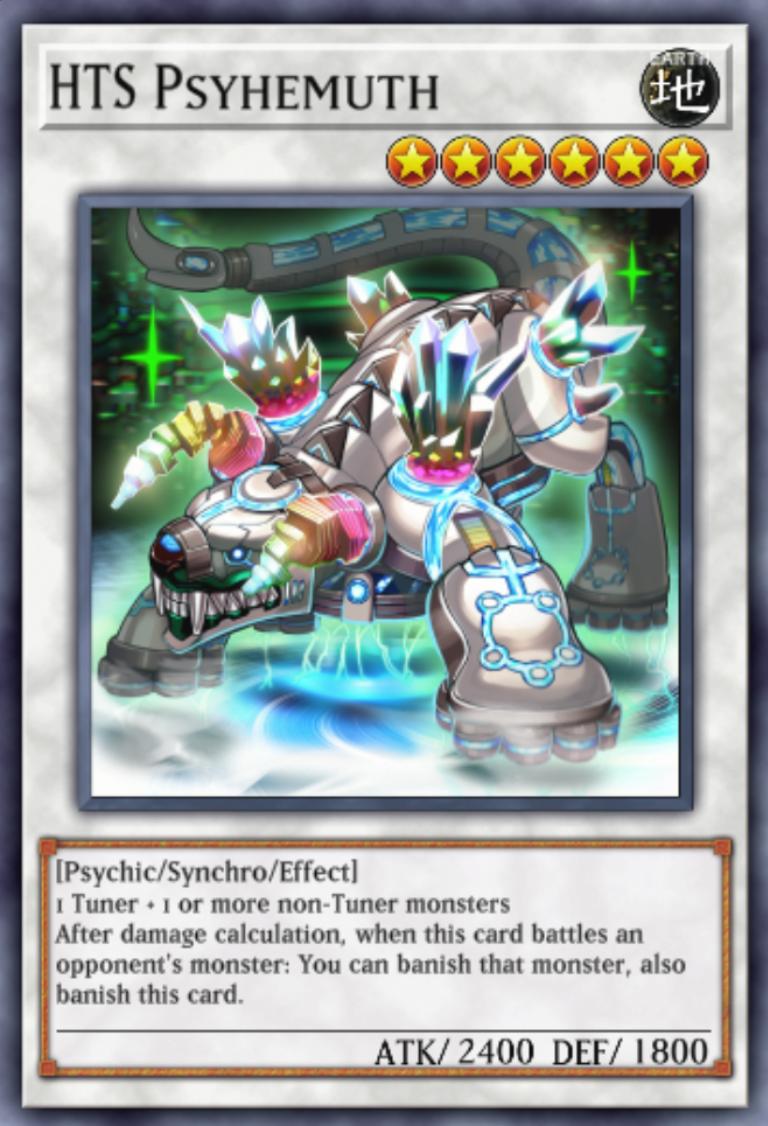 HTS Psyhemuth
EARTH
地
[Psychic/Synchro/Effect]
1 Tuner + 1 or more non-Tuner monsters
After damage calculation, when this card battles an
opponent's monster: You can banish that monster, also
banish this card.
ATK/ 2400 DEF/ 1800